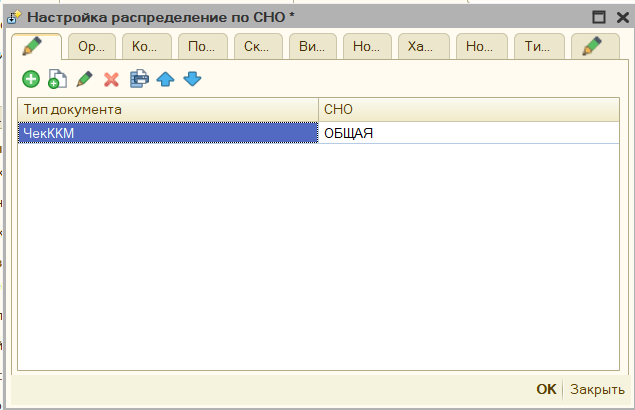 Настройка распределение по СНО *
Ор... Ко... По... Ск... Ви... Но... Ха... Но... Ти...
Тип документа СНО
ЧекККМ ОБЩАЯ
OK Закрыть